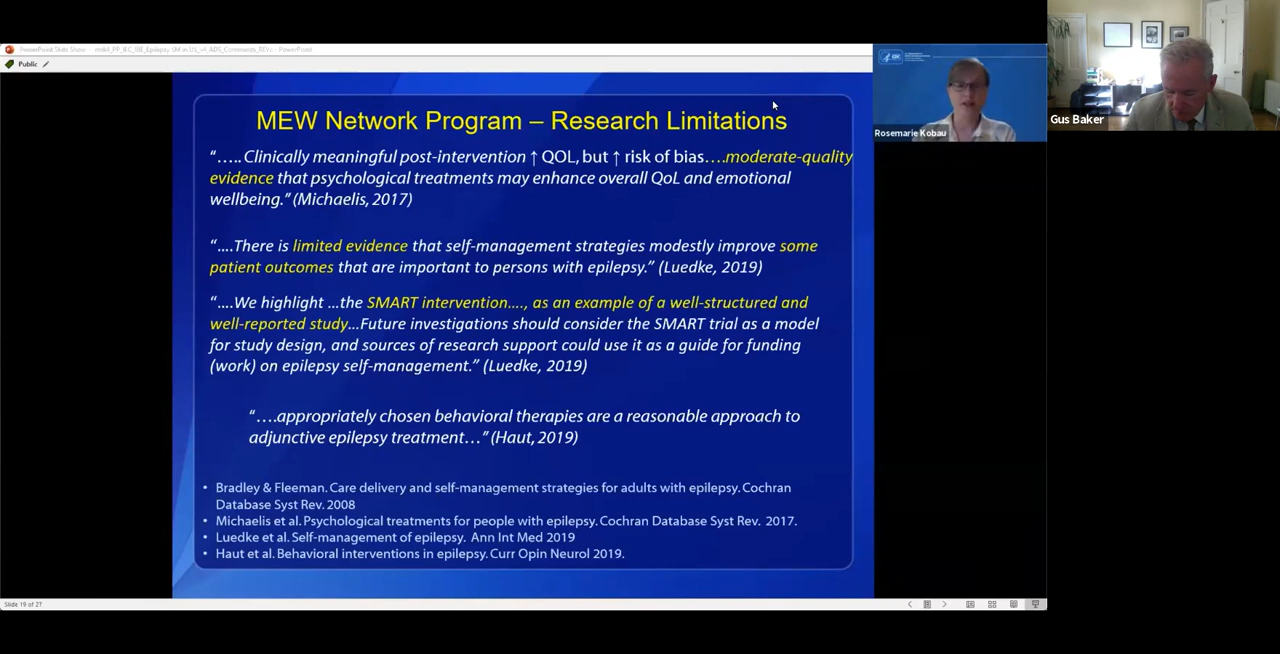 Public
MEW Network Program – Research Limitations
“….. Clinically meaningful post-intervention ↑ QOL, but ↑ risk of bias….moderate-quality
evidence that psychological treatments may enhance overall QoL and emotional
wellbeing.” (Michaelis, 2017)
“….There is limited evidence that self-management strategies modestly improve some
patient outcomes that are important to persons with epilepsy.” (Luedke, 2019)
“….We highlight …the SMART intervention…., as an example of a well-structured and
well-reported study…Future investigations should consider the SMART trial as a model
for study design, and sources of research support could use it as a guide for funding
(work) on epilepsy self-management.” (Luedke, 2019)
“….appropriately chosen behavioral therapies are a reasonable approach to
adjunctive epilepsy treatment…” (Haut, 2019)
• Bradley & Fleeman. Care delivery and self-management strategies for adults with epilepsy. Cochran
Database Syst Rev. 2008
• Michaelis et al. Psychological treatments for people with epilepsy. Cochran Database Syst Rev. 2017.
• Luedke et al. Self-management of epilepsy. Ann Int Med 2019
• Haut et al. Behavioral interventions in epilepsy. Curr Opin Neurol 2019.
Slide 19 of 27
CDC
Rosemarie Kobau
Gus Baker